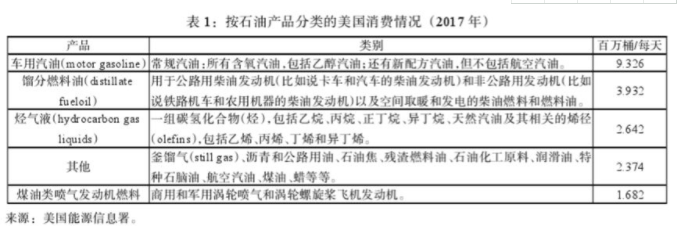 表 1：按石油产品分类的美国消费情况（2017 年）
产品 类别 百万桶/每天
车用汽油(motor gasoline) 常规汽油;所有含氧汽油,包括乙醇汽油;还有新配方汽油,但不包括航空汽油。 9.326
馏分燃料油(distillate 用于公路用柴油发动机(比如说卡车和汽车的柴油发动机)和非公路用发动机(比如 3.932
fueloil) 说铁路机车和农用机器的柴油发动机)以及空间取暖和发电的柴油燃料和燃料油。
烃气液(hydrocarbon gas 一组碳氢化合物(烃),包括乙烷、丙烷、正丁烷、异丁烷、天然汽油及其相关的烯径 2.642
liquids) (olefins),包括乙烯、丙烯、丁烯和异丁烯。
其他 釜馏气(still gas)、沥青和公路用油、石油焦、残渣燃料油、石油化工原料、润滑油、特 2.374
种石脑油、航空汽油、煤油、蜡等等。
煤油类喷气发动机燃料 商用和军用涡轮喷气和涡轮螺旋桨飞机发动机。 1.682
来源：美国能源信息署。